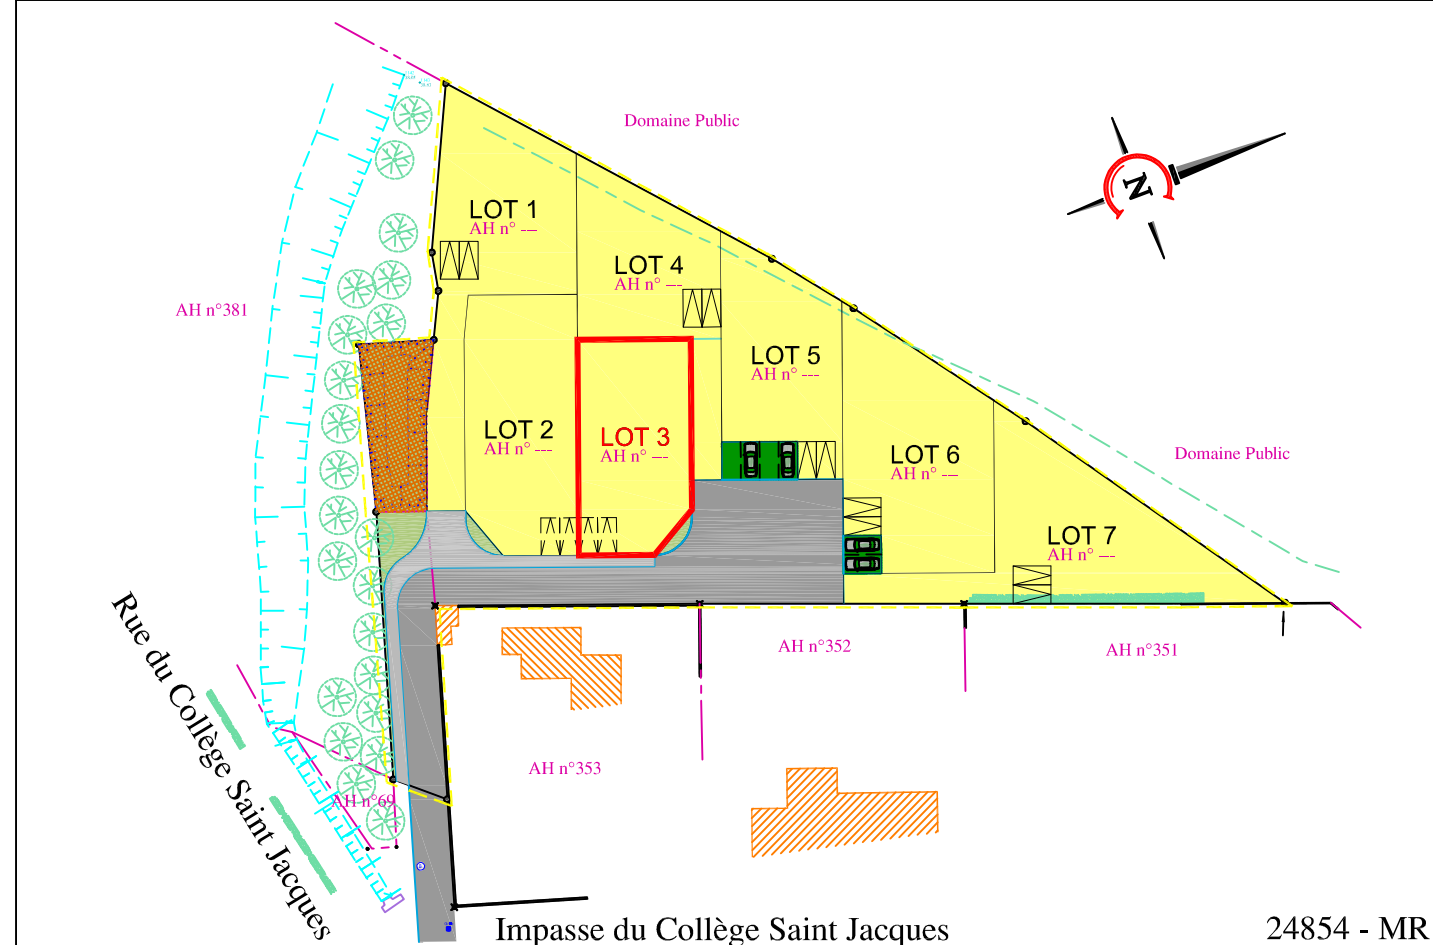 Domaine Public
N
LOT 1
AH n° ---
LOT 4
AH n° ---
AH n°381
LOT 5
AH n° ---
LOT 2
AH n° ---
LOT 3
AH n° ---
LOT 6
AH n° ---
Domaine Public
LOT 7
AH n° ---
Rue du Collège Saint Jacques
AH n°352
AH n°351
AH n°353
AH n°69
Impasse du Collège Saint Jacques
24854 - MR